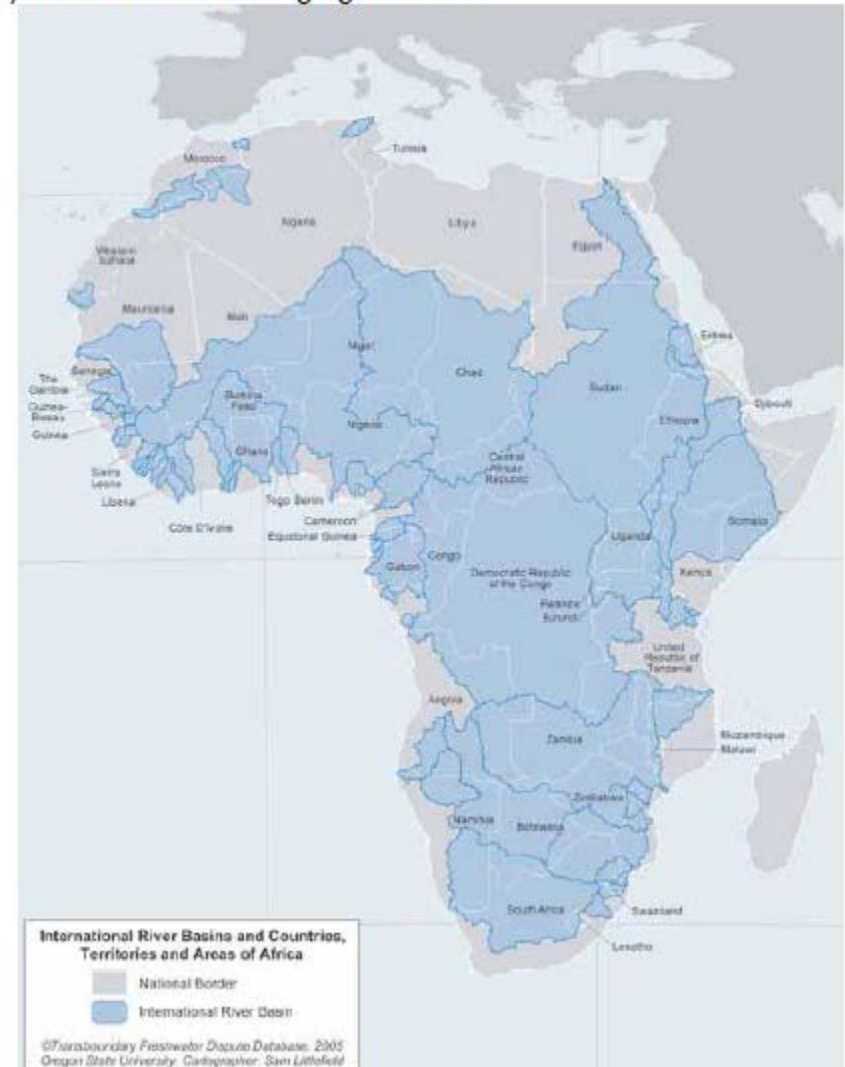 Morocco
Tunisia
Algeria
Libya
Egypt
Western
Sahara
Mauritania
Mali
Niger
Chad
Sudan
Eritrea
Djibouti
Senegal
The
Gambia
Guinea-
Bissau
Guinea
Burkina
Faso
Nigeria
Ethiopia
Ghana
Central
African
Republic
Sierra
Leone
Liberia
Togo
Benin
Cameroon
Côte D'Ivoire
Equatorial Guinea
Somalia
Uganda
Gabon
Congo
Democratic Republic
of the Congo
Kenya
Rwanda
Burundi
United
Republic of
Tanzania
Angola
Zambia
Mozambique
Malawi
Zimbabwe
Namibia
Botswana
South Africa
Swaziland
Lesotho
International River Basins and Countries,
Territories and Areas of Africa
National Border
International River Basin
©Transboundary Freshwater Dispute Database, 2005
Oregon State University. Cartographer: Sam Littlefield